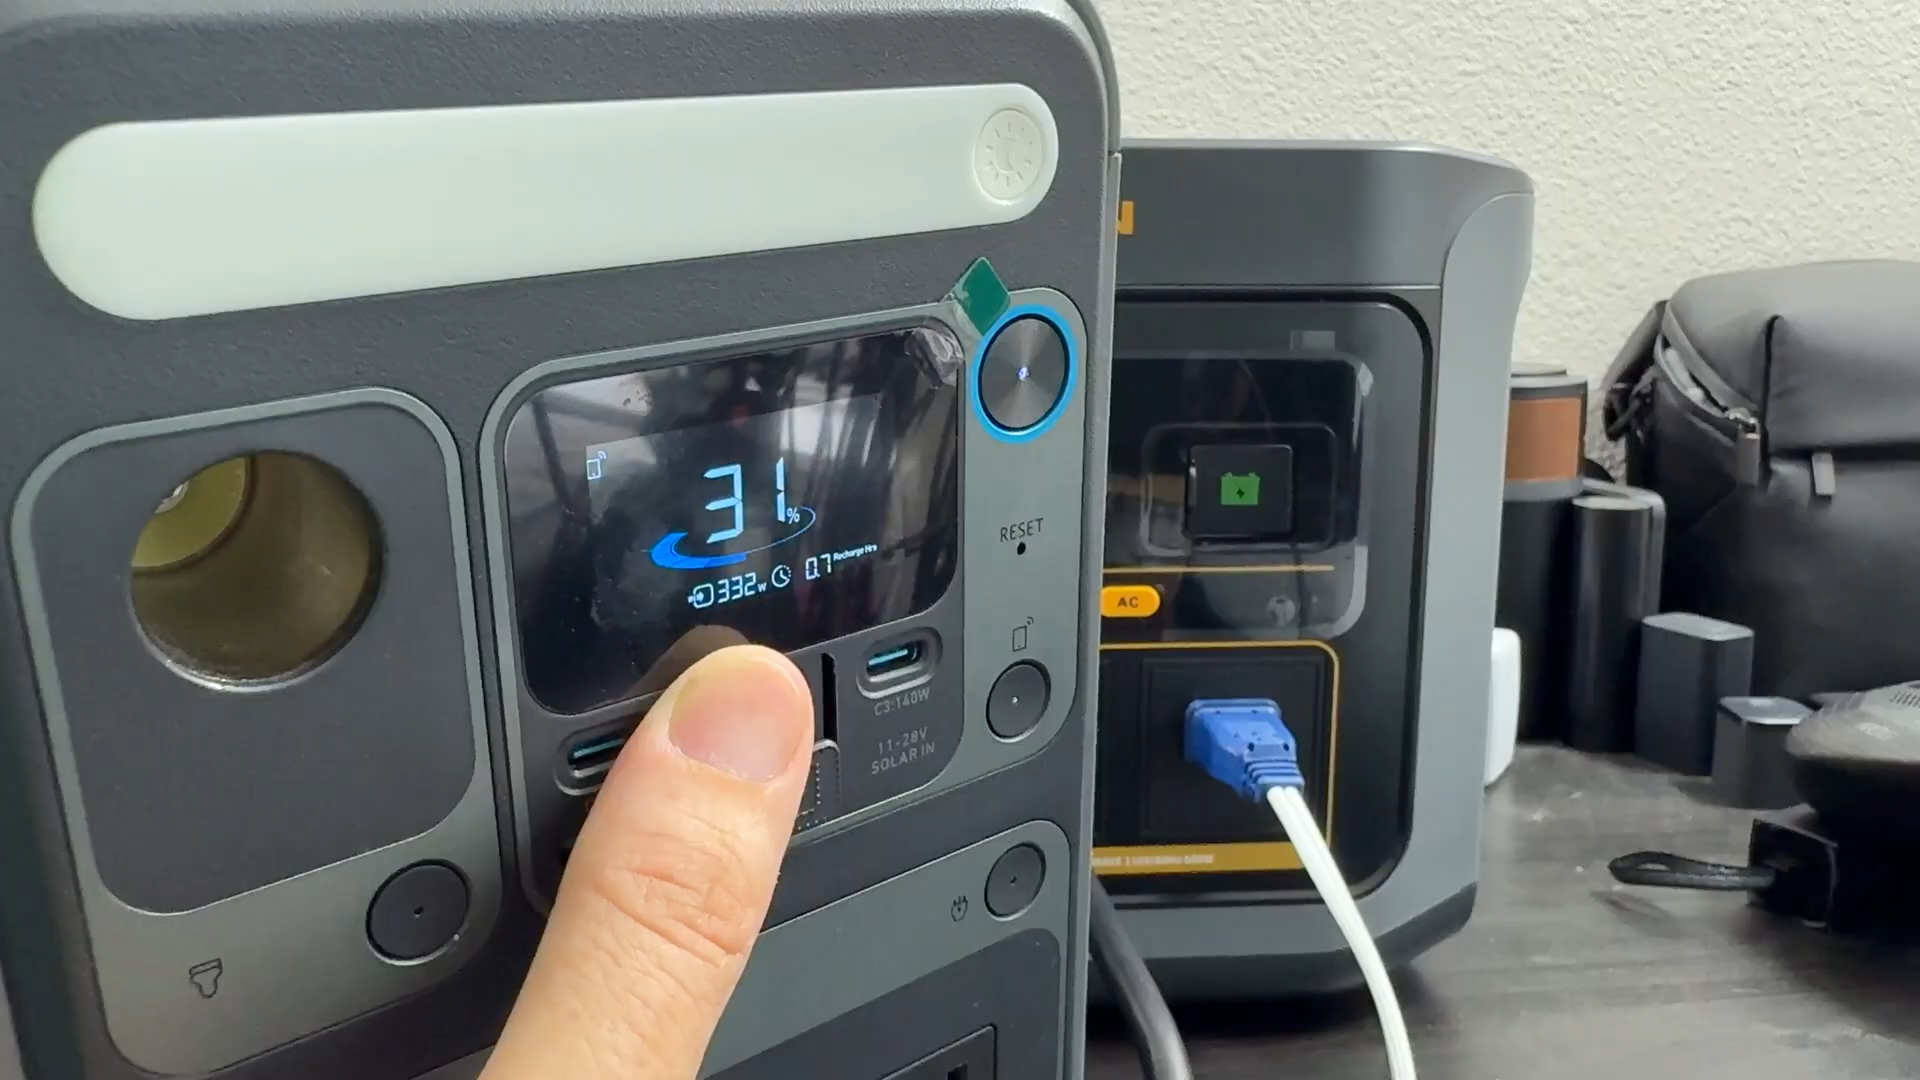 N
31%
332W 0.7 Recharge Hrs
RESET
AC
C3:140W
11-28V
SOLAR IN